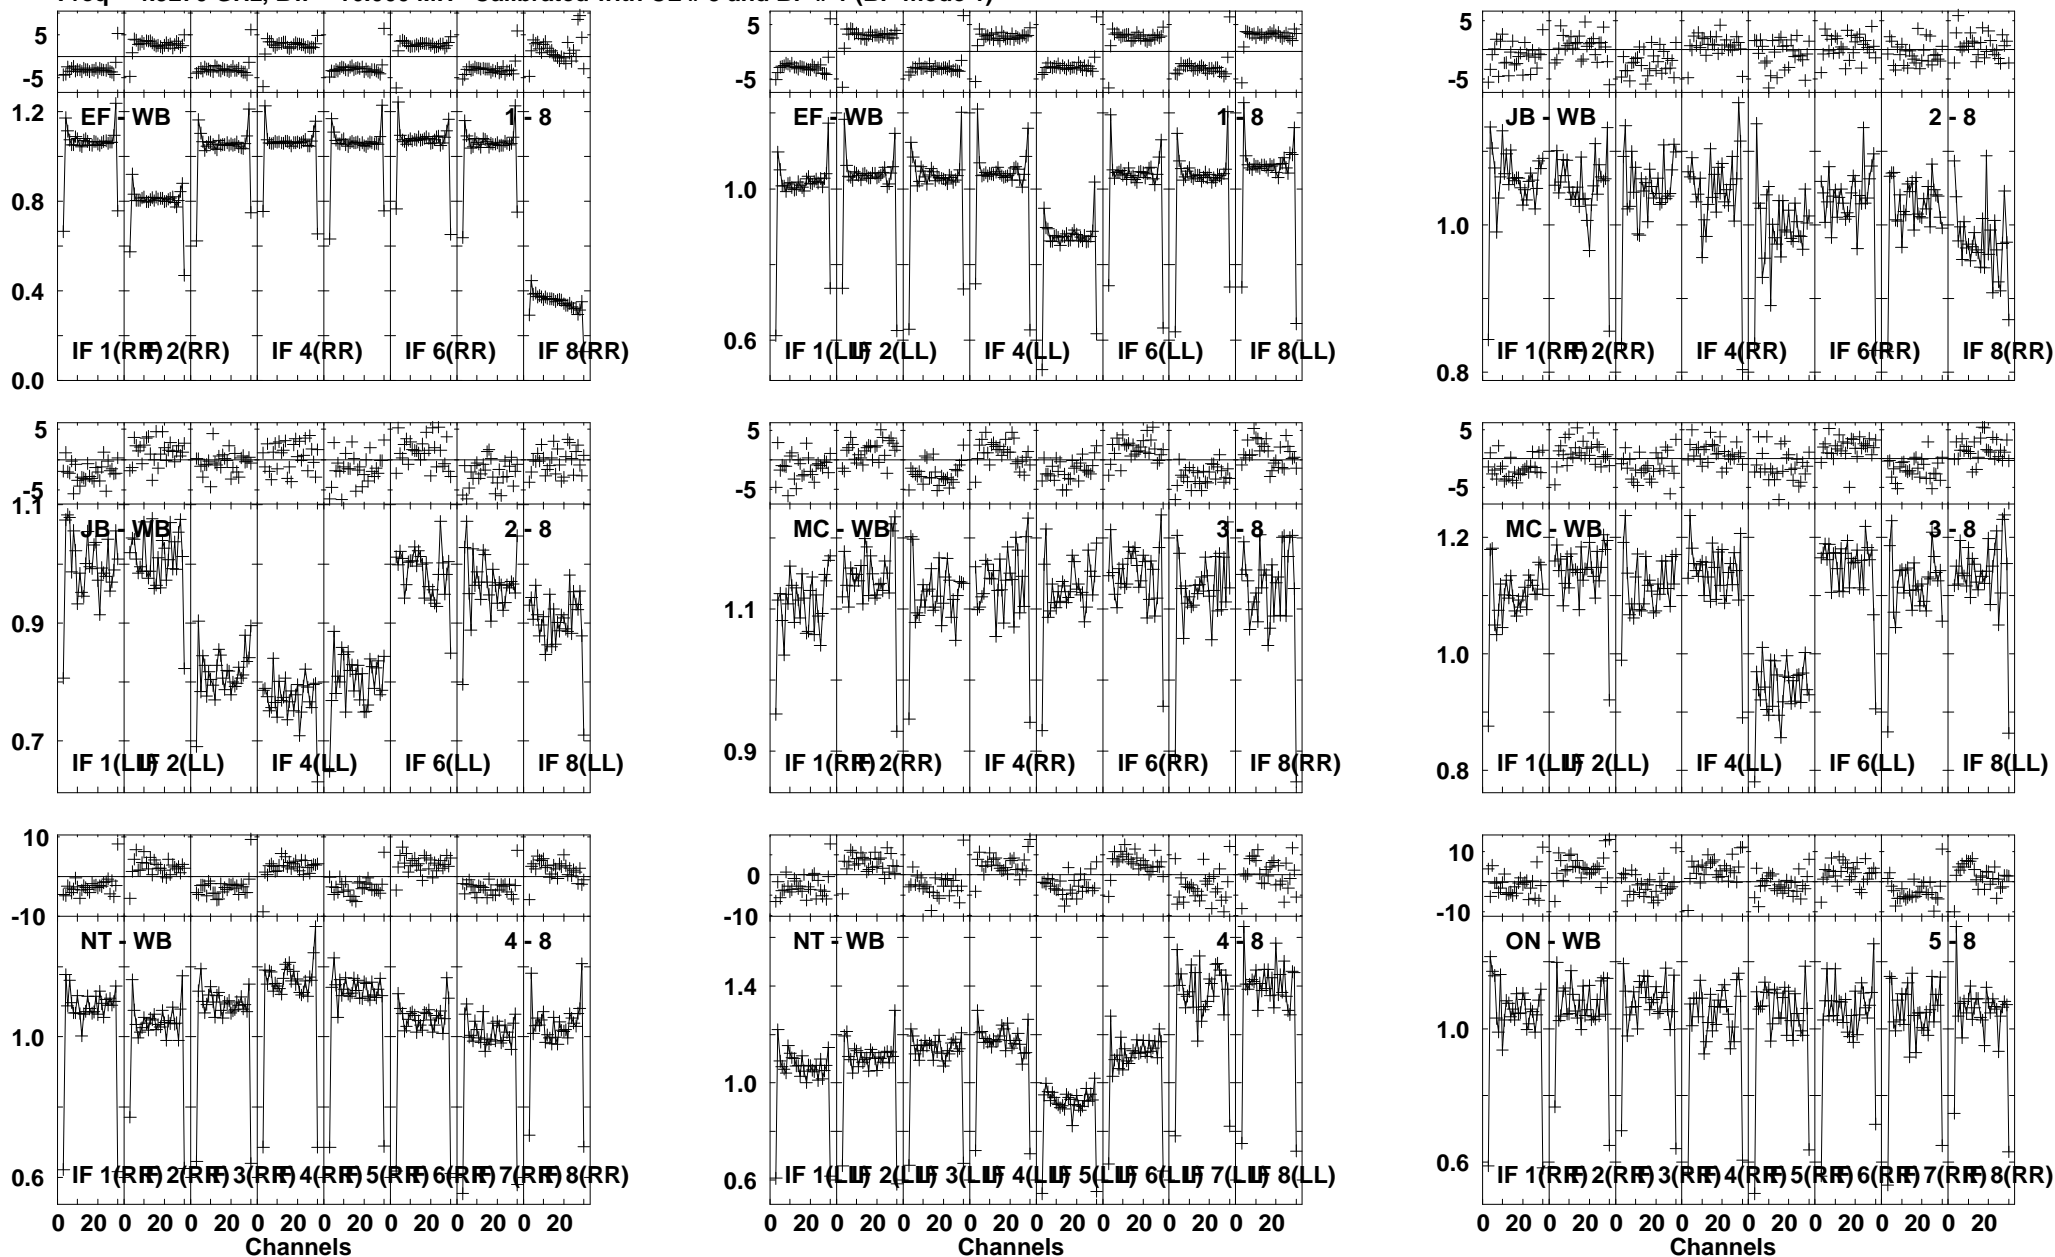 5
-5
EF - WB
1 - 8
1.2
0.8
0.4
0.0
IF 1(RR)
IF 2(RR)
IF 4(RR)
IF 6(RR)
IF 8(RR)
5
-5
EF - WB
1 - 8
1.0
0.6
IF 1(LL)
IF 2(LL)
IF 4(LL)
IF 6(LL)
IF 8(LL)
5
-5
JB - WB
2 - 8
1.0
0.8
IF 1(RR)
IF 2(RR)
IF 4(RR)
IF 6(RR)
IF 8(RR)
5
-5
1.1
JB - WB
2 - 8
0.9
0.7
IF 1(LL)
IF 2(LL)
IF 4(LL)
IF 6(LL)
IF 8(LL)
5
-5
MC - WB
3 - 8
1.1
0.9
IF 1(RR)
IF 2(RR)
IF 4(RR)
IF 6(RR)
IF 8(RR)
5
-5
MC - WB
3 - 8
1.2
1.0
0.8
IF 1(LL)
IF 2(LL)
IF 4(LL)
IF 6(LL)
IF 8(LL)
10
-10
NT - WB
4 - 8
1.0
0.6
IF 1(RR)
IF 2(RR)
IF 3(RR)
IF 4(RR)
IF 5(RR)
IF 6(RR)
IF 7(RR)
IF 8(RR)
0 20 0 20 0 20 0 20 0 20 0 20 0 20 0 20
Channels
0
-10
NT - WB
4 - 8
1.4
1.0
0.6
IF 1(LL)
IF 2(LL)
IF 3(LL)
IF 4(LL)
IF 5(LL)
IF 6(LL)
IF 7(LL)
IF 8(LL)
0 20 0 20 0 20 0 20 0 20 0 20 0 20 0 20
Channels
10
-10
ON - WB
5 - 8
1.0
0.6
IF 1(RR)
IF 2(RR)
IF 3(RR)
IF 4(RR)
IF 5(RR)
IF 6(RR)
IF 7(RR)
IF 8(RR)
0 20 0 20 0 20 0 20 0 20 0 20 0 20 0 20
Channels